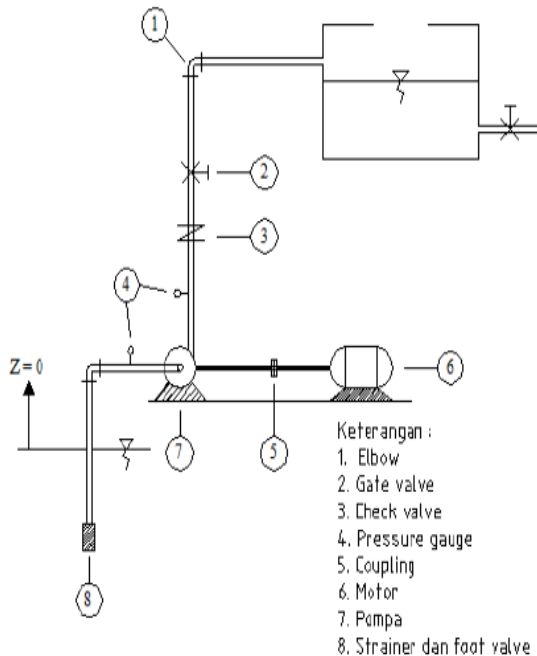 1
2
3
4
Z=0
6
7
5
8
Keterangan :
1. Elbow
2. Gate valve
3. Check valve
4. Pressure gauge
5. Coupling
6. Motor
7. Pompa
8. Strainer dan foot valve